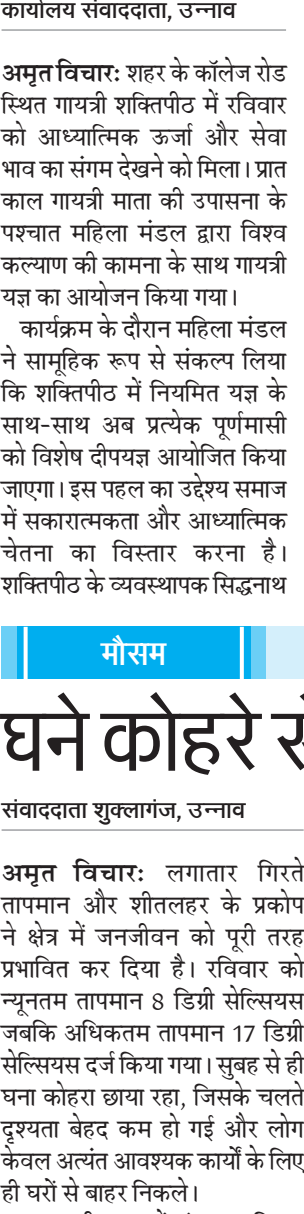 कार्यालय संवाददाता, उन्नाव
अमृत विचारः शहर के कॉलेज रोड
स्थित गायत्री शक्तिपीठ में रविवार
को आध्यात्मिक ऊर्जा और सेवा
भाव का संगम देखने को मिला। प्रात
काल गायत्री माता की उपासना के
पश्चात महिला मंडल द्वारा विश्व
कल्याण की कामना के साथ गायत्री
यज्ञ का आयोजन किया गया।
कार्यक्रम के दौरान महिला मंडल
ने सामूहिक रूप से संकल्प लिया
कि शक्तिपीठ में नियमित यज्ञ के
साथ-साथ अब प्रत्येक पूर्णमासी
को विशेष दीपयज्ञ आयोजित किया
जाएगा। इस पहल का उद्देश्य समाज
में सकारात्मकता और आध्यात्मिक
चेतना का विस्तार करना है।
शक्तिपीठ के व्यवस्थापक सिद्धनाथ
मौसम
घने कोहरे
संवाददाता शुक्लागंज, उन्नाव
अमृत विचारः लगातार गिरते
तापमान और शीतलहर के प्रकोप
ने क्षेत्र में जनजीवन को पूरी तरह
प्रभावित कर दिया है। रविवार को
न्यूनतम तापमान 8 डिग्री सेल्सियस
जबकि अधिकतम तापमान 17 डिग्री
सेल्सियस दर्ज किया गया। सुबह से ही
घना कोहरा छाया रहा, जिसके चलते
दृश्यता बेहद कम हो गई और लोग
केवल अत्यंत आवश्यक कार्यों के लिए
ही घरों से बाहर निकले।